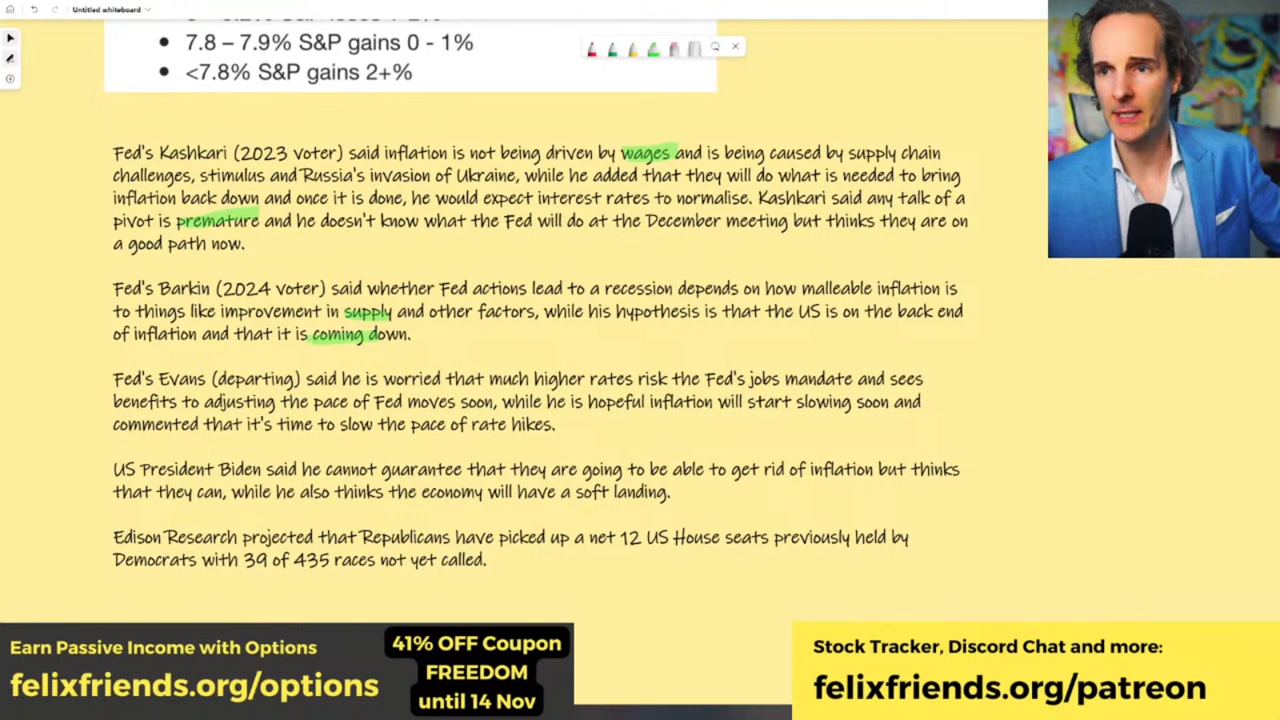 Untitled whiteboard
7.8 – 7.9% S&P gains 0 - 1%
<7.8% S&P gains 2+%
Fed's Kashkari (2023 voter) said inflation is not being driven by wages and is being caused by supply chain
challenges, stimulus and Russia's invasion of Ukraine, while he added that they will do what is needed to bring
inflation back down and once it is done, he would expect interest rates to normalise. Kashkari said any talk of a
pivot is premature and he doesn't know what the Fed will do at the December meeting but thinks they are on
a good path now.
Fed's Barkin (2024 voter) said whether Fed actions lead to a recession depends on how malleable inflation is
to things like improvement in supply and other factors, while his hypothesis is that the US is on the back end
of inflation and that it is coming down.
Fed's Evans (departing) said he is worried that much higher rates risk the Fed's jobs mandate and sees
benefits to adjusting the pace of Fed moves soon, while he is hopeful inflation will start slowing soon and
commented that it's time to slow the pace of rate hikes.
US President Biden said he cannot guarantee that they are going to be able to get rid of inflation but thinks
that they can, while he also thinks the economy will have a soft landing.
Edison Research projected that Republicans have picked up a net 12 US House seats previously held by
Democrats with 39 of 435 races not yet called.
Earn Passive Income with Options
felixfriends.org/options
41% OFF Coupon
FREEDOM
until 14 Nov
Stock Tracker, Discord Chat and more:
felixfriends.org/patreon